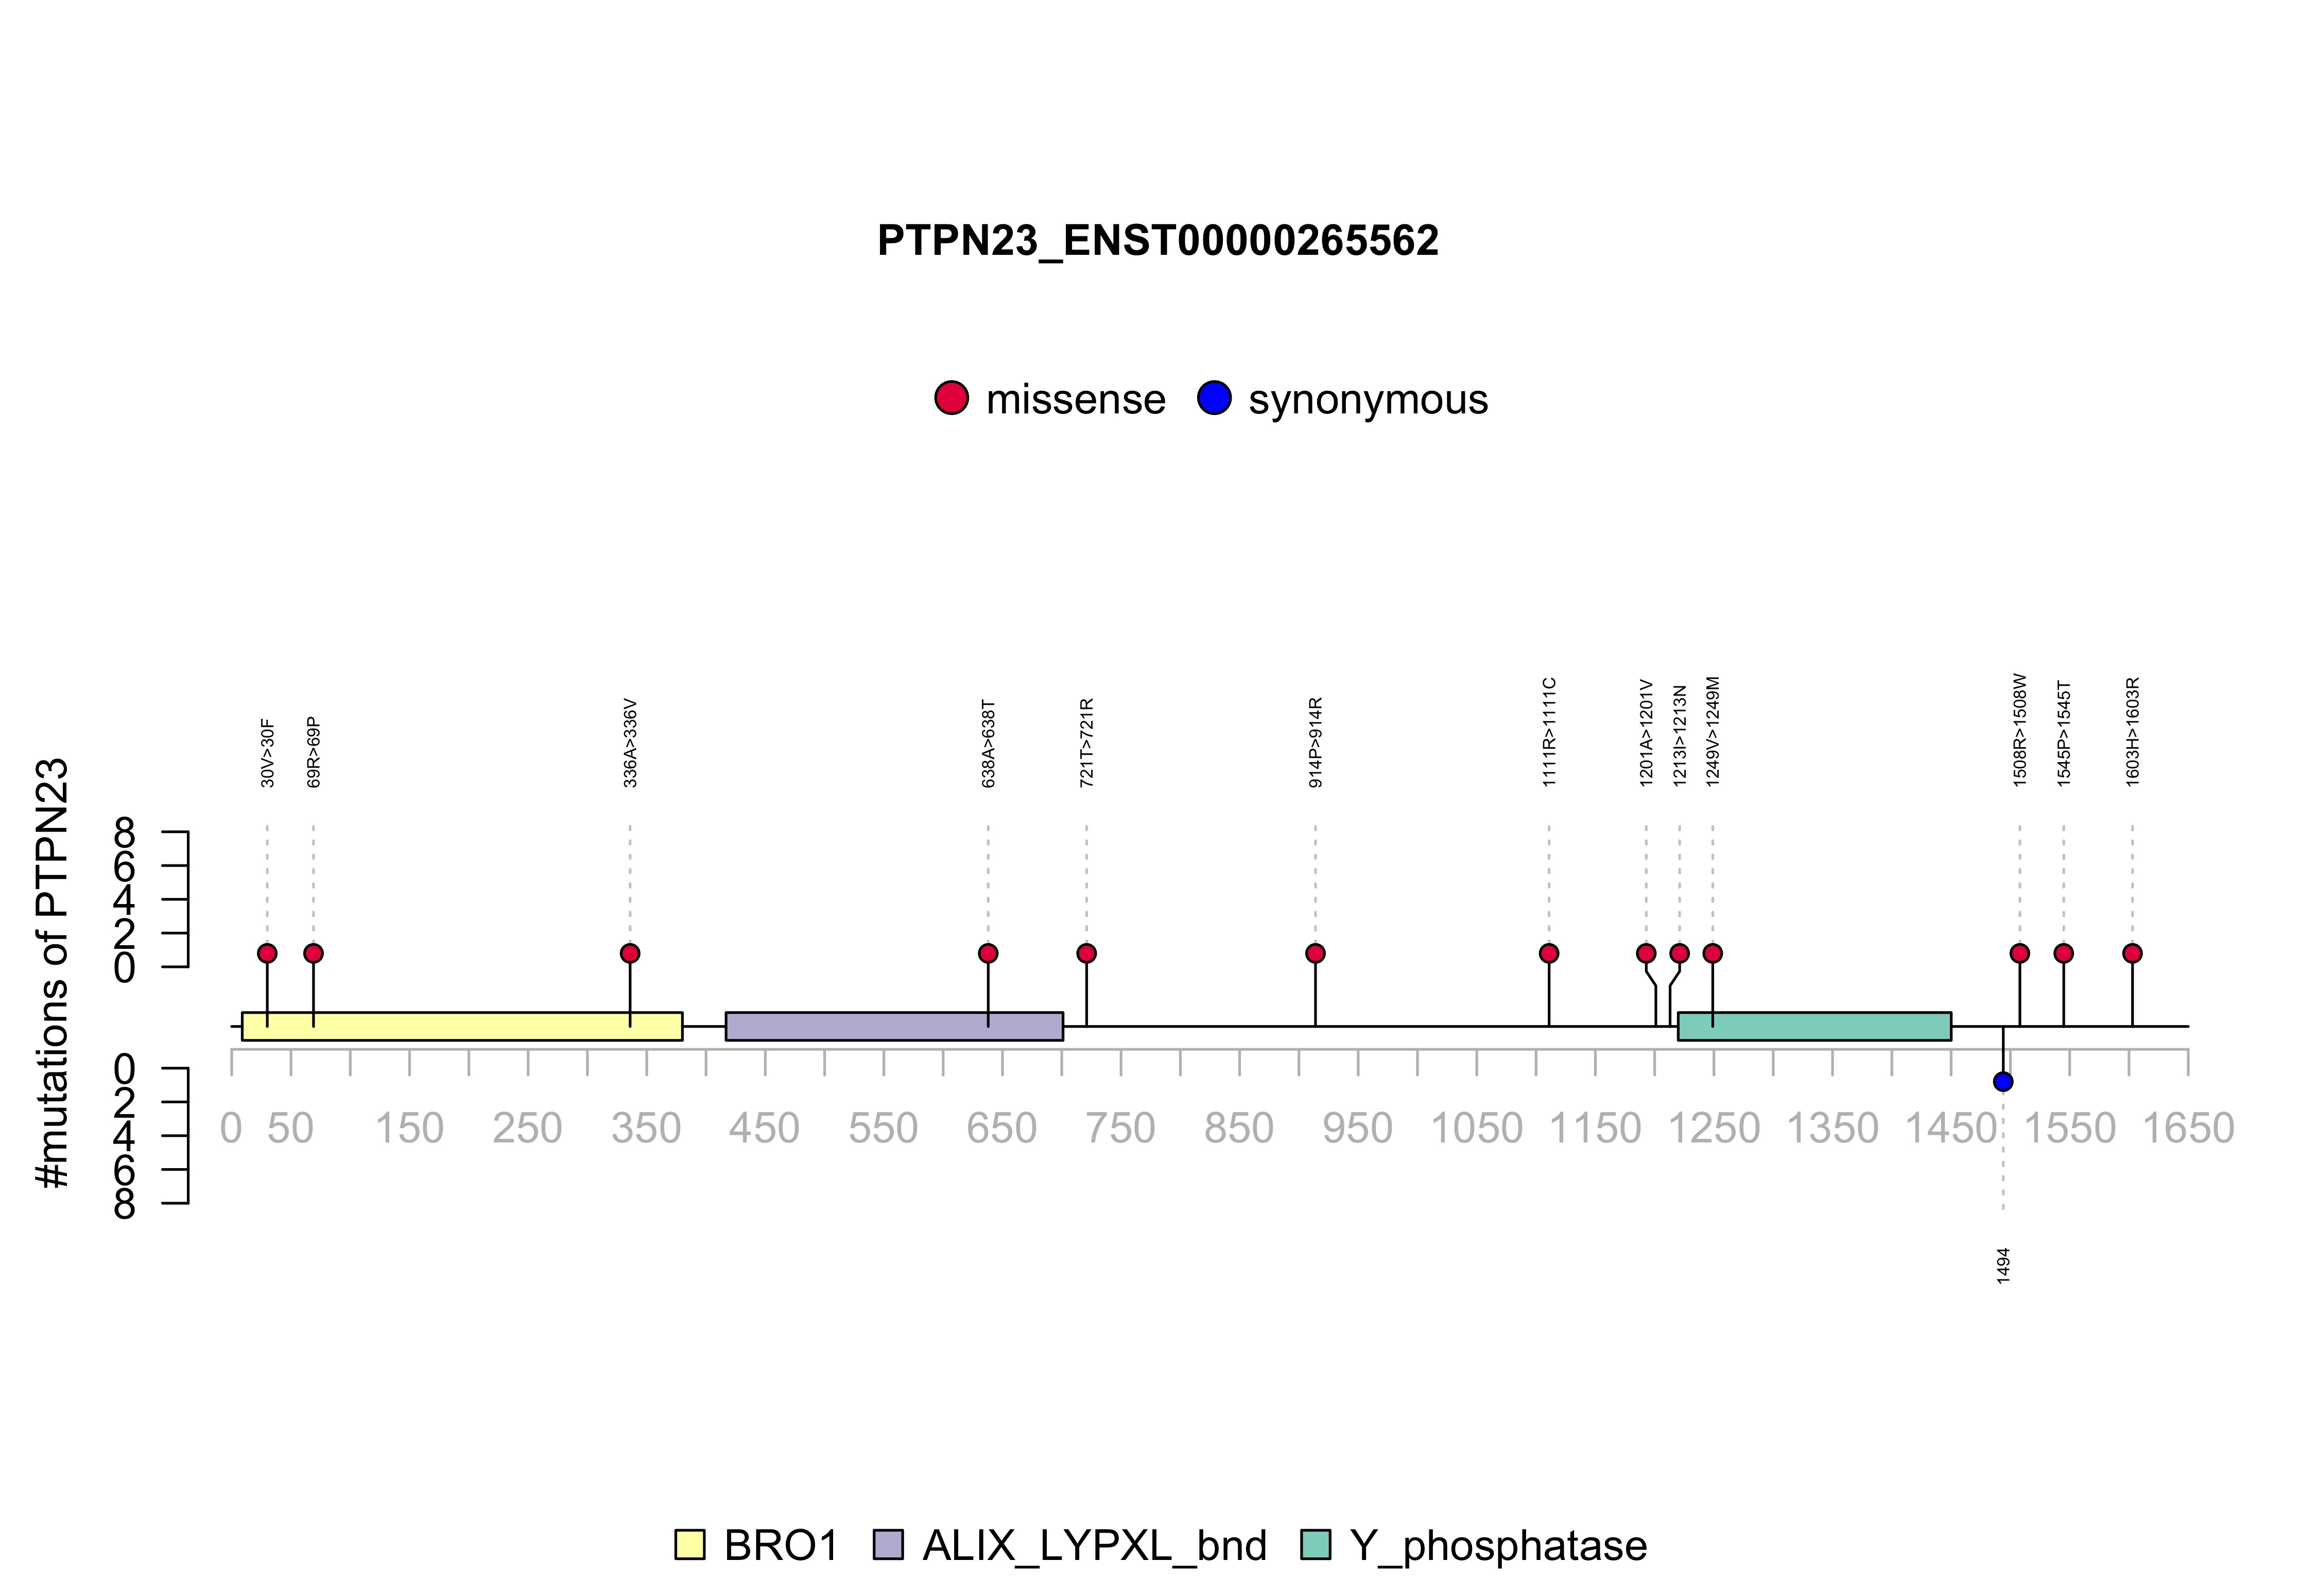 PTPN23_ENST00000265562
missense synonymous
30V>30F
69R>69P
336A>336V
638A>638T
721T>721R
914P>914R
1111R>1111C
1201A>1201V
1213I>1213N
1249V>1249M
1508R>1508W
1545P>1545T
1603H>1603R
#mutations of PTPN23
8
6
4
2
0
0
2
4
6
8
0 50 150 250 350 450 550 650 750 850 950 1050 1150 1250 1350 1450 1550 1650
1494
BRO1 ALIX_LYPXL_bnd Y_phosphatase